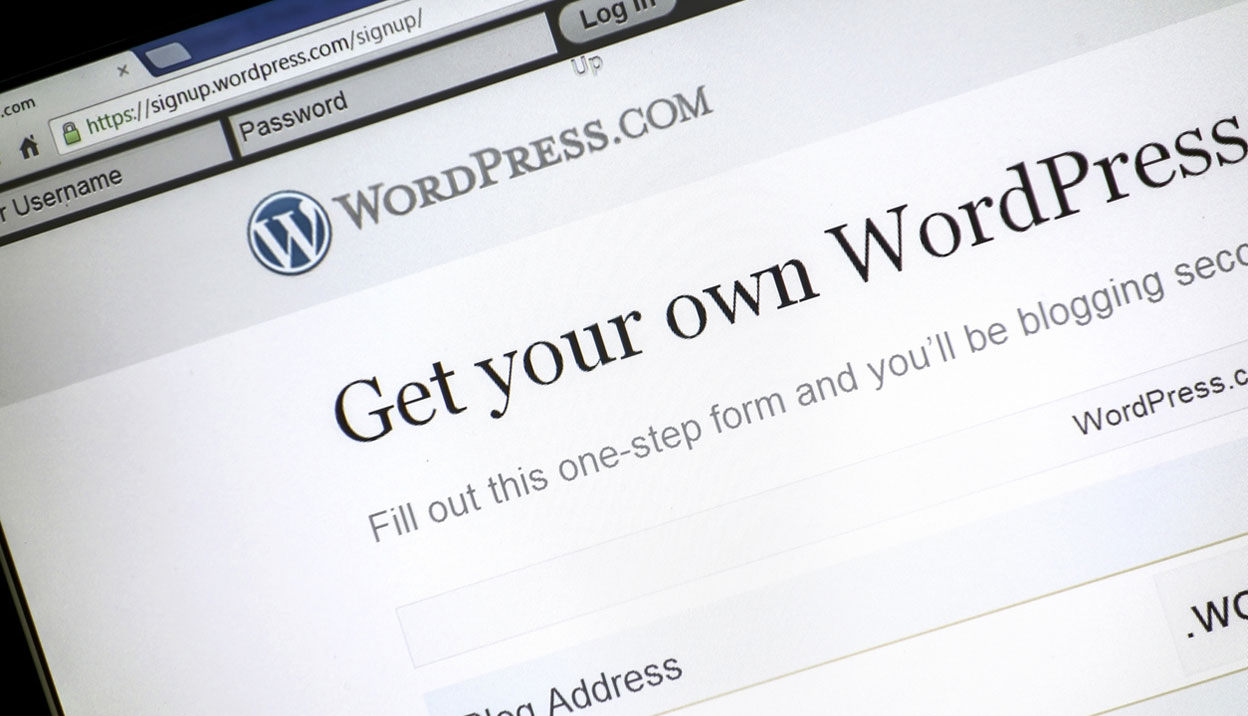 .com
https://signup.wordpress.com/signup/
Username
Password
Log In
Up
WORDPRESS.COM
Get your own WordPress
Fill out this one-step form and you'll be blogging
WordPress.c
Address